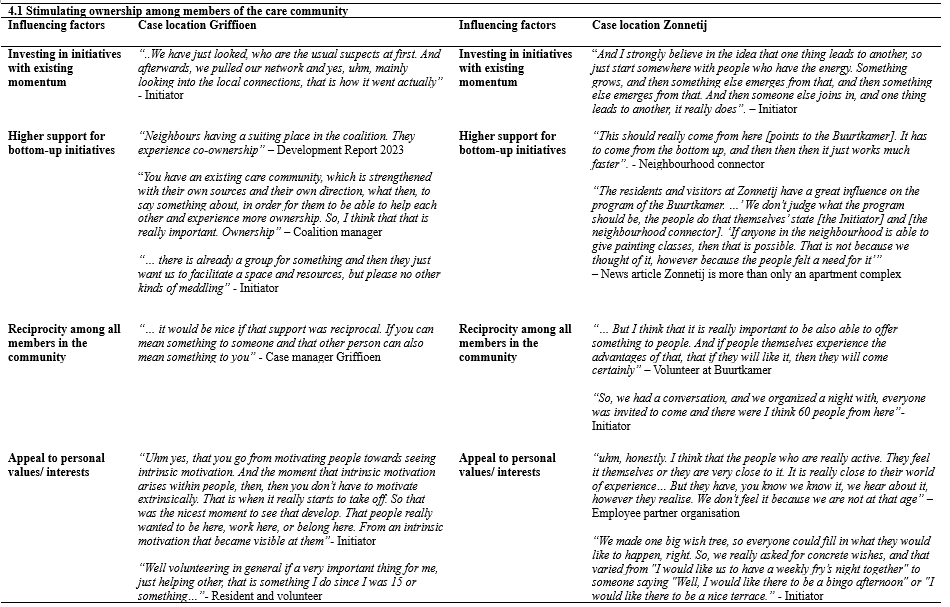 4.1 Stimulating ownership among members of the care community
Influencing factors
Case location Griffioen
Influencing factors
Case location Zonnetij
Investing in initiatives
with existing
momentum
“..We have just looked, who are the usual suspects at first. And
afterwards, we pulled our network and yes, uhm, mainly
looking into the local connections, that is how it went actually”
- Initiator
Investing in initiatives
with existing
momentum
“And I strongly believe in the idea that one thing leads to another, so
just start somewhere with people who have the energy. Something
grows, and then something else emerges from that, and then something
else emerges from that. And then someone else joins in, and one thing
leads to another, it really does”. – Initiator
Higher support for
bottom-up initiatives
“Neighbours having a suiting place in the coalition. They
experience co-ownership” – Development Report 2023
“You have an existing care community, which is strengthened
with their own sources and their own direction, what then, to
say something about, in order for them to be able to help each
other and experience more ownership. So, I think that that is
really important. Ownership” – Coalition manager
“… there is already a group for something and then they just
want us to facilitate a space and resources, but please no other
kinds of meddling” - Initiator
Higher support for
bottom-up initiatives
“This should really come from here [points to the Buurtkamer]. It has
to come from the bottom up, and then then then it just works much
faster”. - Neighbourhood connector
“The residents and visitors at Zonnetij have a great influence on the
program of the Buurtkamer. …’ We don’t judge what the program
should be, the people do that themselves’ state [the Initiator] and [the
neighbourhood connector]. ‘If anyone in the neighbourhood is able to
give painting classes, then that is possible. That is not because we
thought of it, however because the people felt a need for it’”
– News article Zonnetij is more than only an apartment complex
Reciprocity among all
members in the
community
“… it would be nice if that support was reciprocal. If you can
mean something to someone and that other person can also
mean something to you” - Case manager Griffioen
Reciprocity among all
members in the
community
“… But I think that it is really important to be also able to offer
something to people. And if people themselves experience the
advantages of that, that if they will like it, then they will come
certainly” – Volunteer at Buurtkamer
“So, we had a conversation, and we organized a night with, everyone
was invited to come and there were I think 60 people from here”-
Initiator
Appeal to personal
values/ interests
“Uhm yes, that you go from motivating people towards seeing
intrinsic motivation. And the moment that intrinsic motivation
arises within people, then, then you don’t have to motivate
extrinsically. That is when it really starts to take off. So that
was the nicest moment to see that develop. That people really
wanted to be here, work here, or belong here. From an intrinsic
motivation that became visible at them”- Initiator
“Well volunteering in general if a very important thing for me,
just helping other, that is something I do since I was 15 or
something…”- Resident and volunteer
Appeal to personal
values/ interests
“uhm, honestly. I think that the people who are really active. They feel
it themselves or they are very close to it. It is really close to their world
of experience… But they have, you know we know it, we hear about it,
however they realise. We don’t feel it because we are not at that age” –
Employee partner organisation
“We made one big wish tree, so everyone could fill in what they would
like to happen, right. So, we really asked for concrete wishes, and that
varied from "I would like us to have a weekly fry's night together" to
someone saying "Well, I would like there to be a bingo afternoon" or "I
would like there to be a nice terrace.” - Initiator